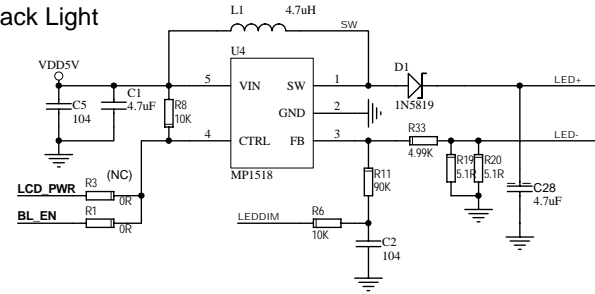 ack Light
L1 4.7uH
SW
U4
VDD5V
D1
5 VIN SW 1
LED+
C1
4.7uF
C5
104
R8
10K
GND 2
1N5819
4 CTRL FB 3
R33
4.99K
LED-
MP1518
(NC)
LCD_PWR R3
0R
R11
90K
R19
5.1R
R20
5.1R
BL_EN R1
0R
LEDDIM R6
10K
C28
4.7uF
C2
104